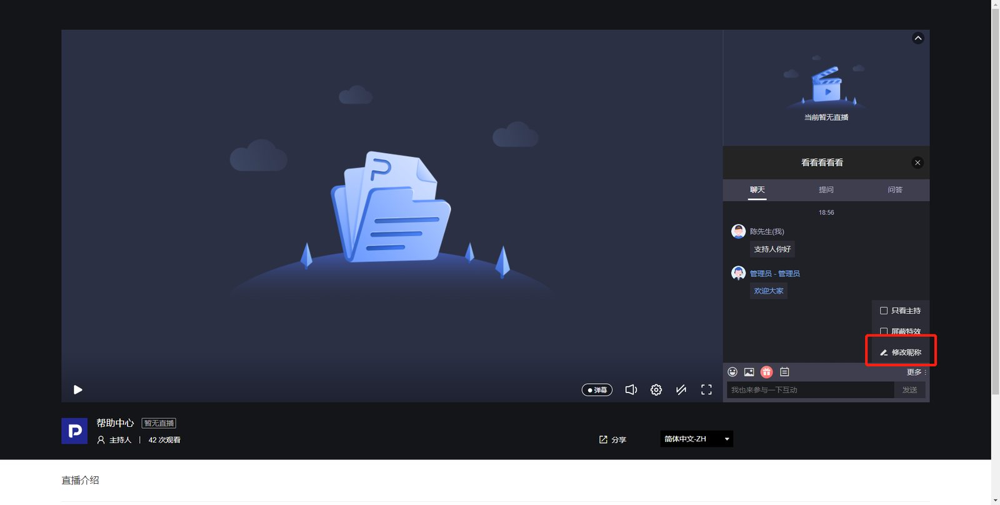 当前暂无直播
看看看看看
聊天 提问 问答
18:56
陈先生(我)
支持人你好
管理员 - 管理员
欢迎大家
只看主持
屏蔽特效
修改昵称
更多
我也来参与一下互动 发送
弹幕
帮助中心 暂无直播
主持人 | 42 次观看
分享
简体中文-ZH
直播介绍